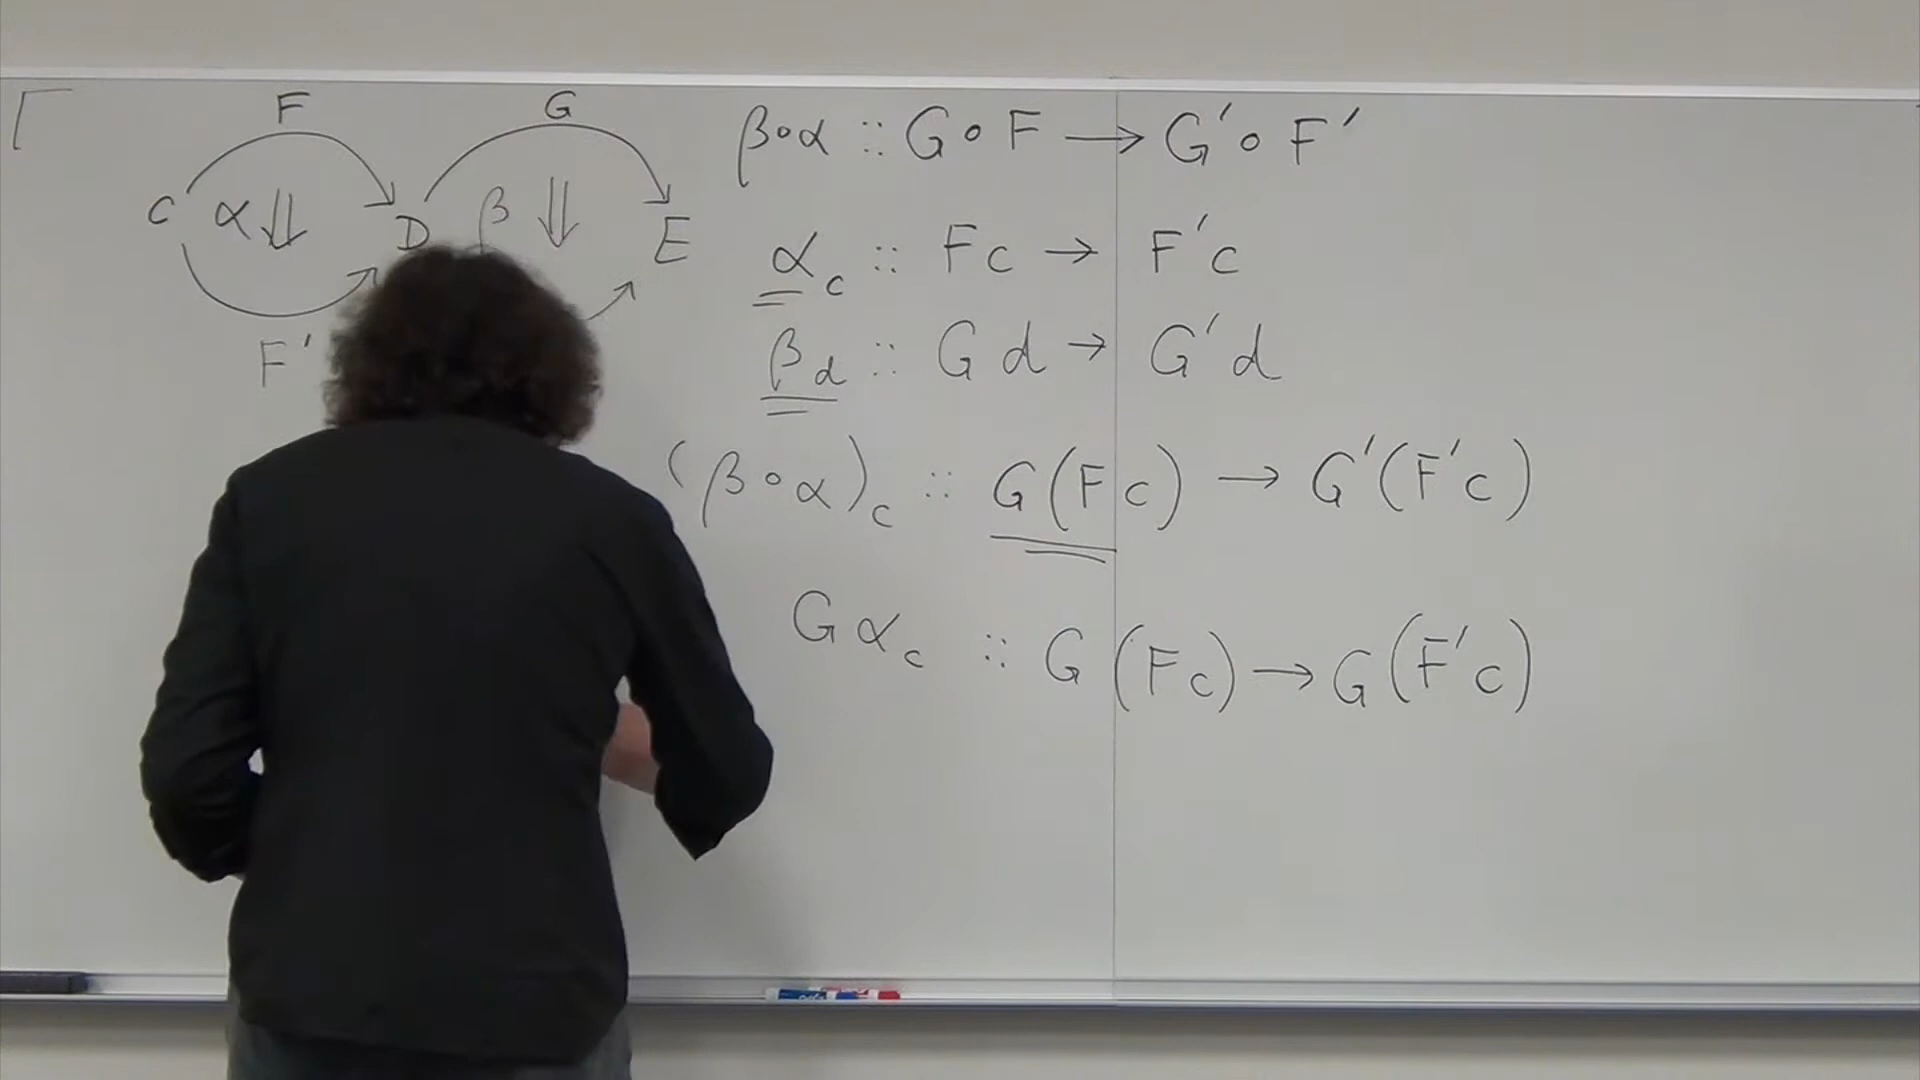 F G
C α ⇓ D β ⇓ E
F'
β∘α :: G∘F → G'∘F'
α_c :: Fc → F'c
β_d :: Gd → G'd
(β∘α)_c :: G(Fc) → G'(F'c)
Gα_c :: G(Fc) → G(F'c)